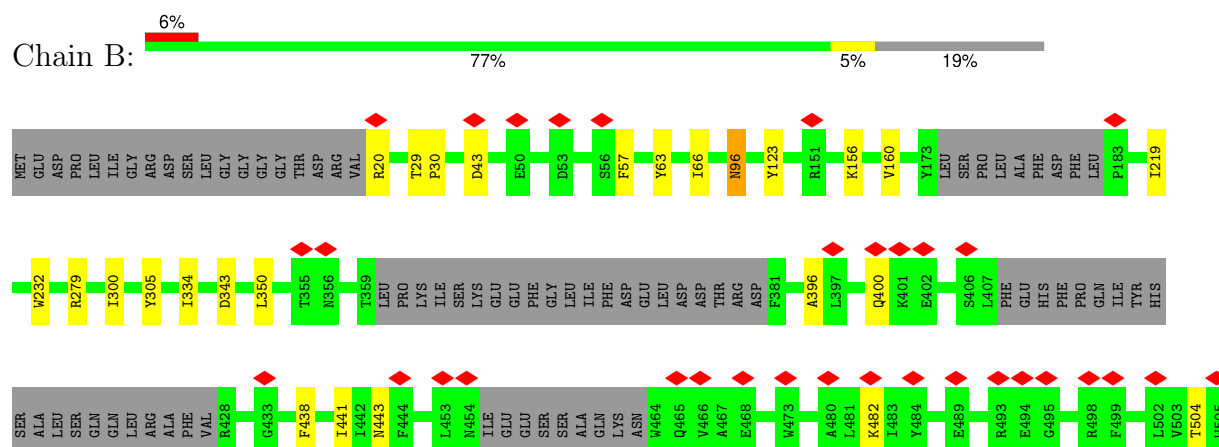 6%
Chain B:
77% 5% 19%
MET GLU ASP PRO LEU ILE GLY ARG ASP SER LEU GLY GLY GLY GLY THR ASP ARG VAL R20 T29 P30 D43 E50 D53 S56 F57 Y63 I66 N96 Y123 R151 K156 V160 Y173 LEU SER PRO LEU ALA PHE ASP PHE LEU P183 I219
W232 R279 I300 Y305 I334 D343 L350 T355 N356 T359 LEU PRO LYS ILE SER LYS GLU GLU PHE GLY LEU ILE PHE ASP GLU LEU ASP ASP THR ARG ASP F381 A396 L397 Q400 K401 E402 S406 L407 PHE GLU HIS PHE PRO GLN ILE TYR HIS
SER ALA LEU SER GLN GLN LEU ARG ALA PHE VAL R428 G433 F438 I441 I442 N443 F444 L453 N454 ILE GLU GLU SER SER ALA GLN LYS ASN W464 Q465 V466 A467 E468 W473 A480 L481 K482 I483 Y484 E489 R493 E494 G495 R498 F499 L502 V503 T504